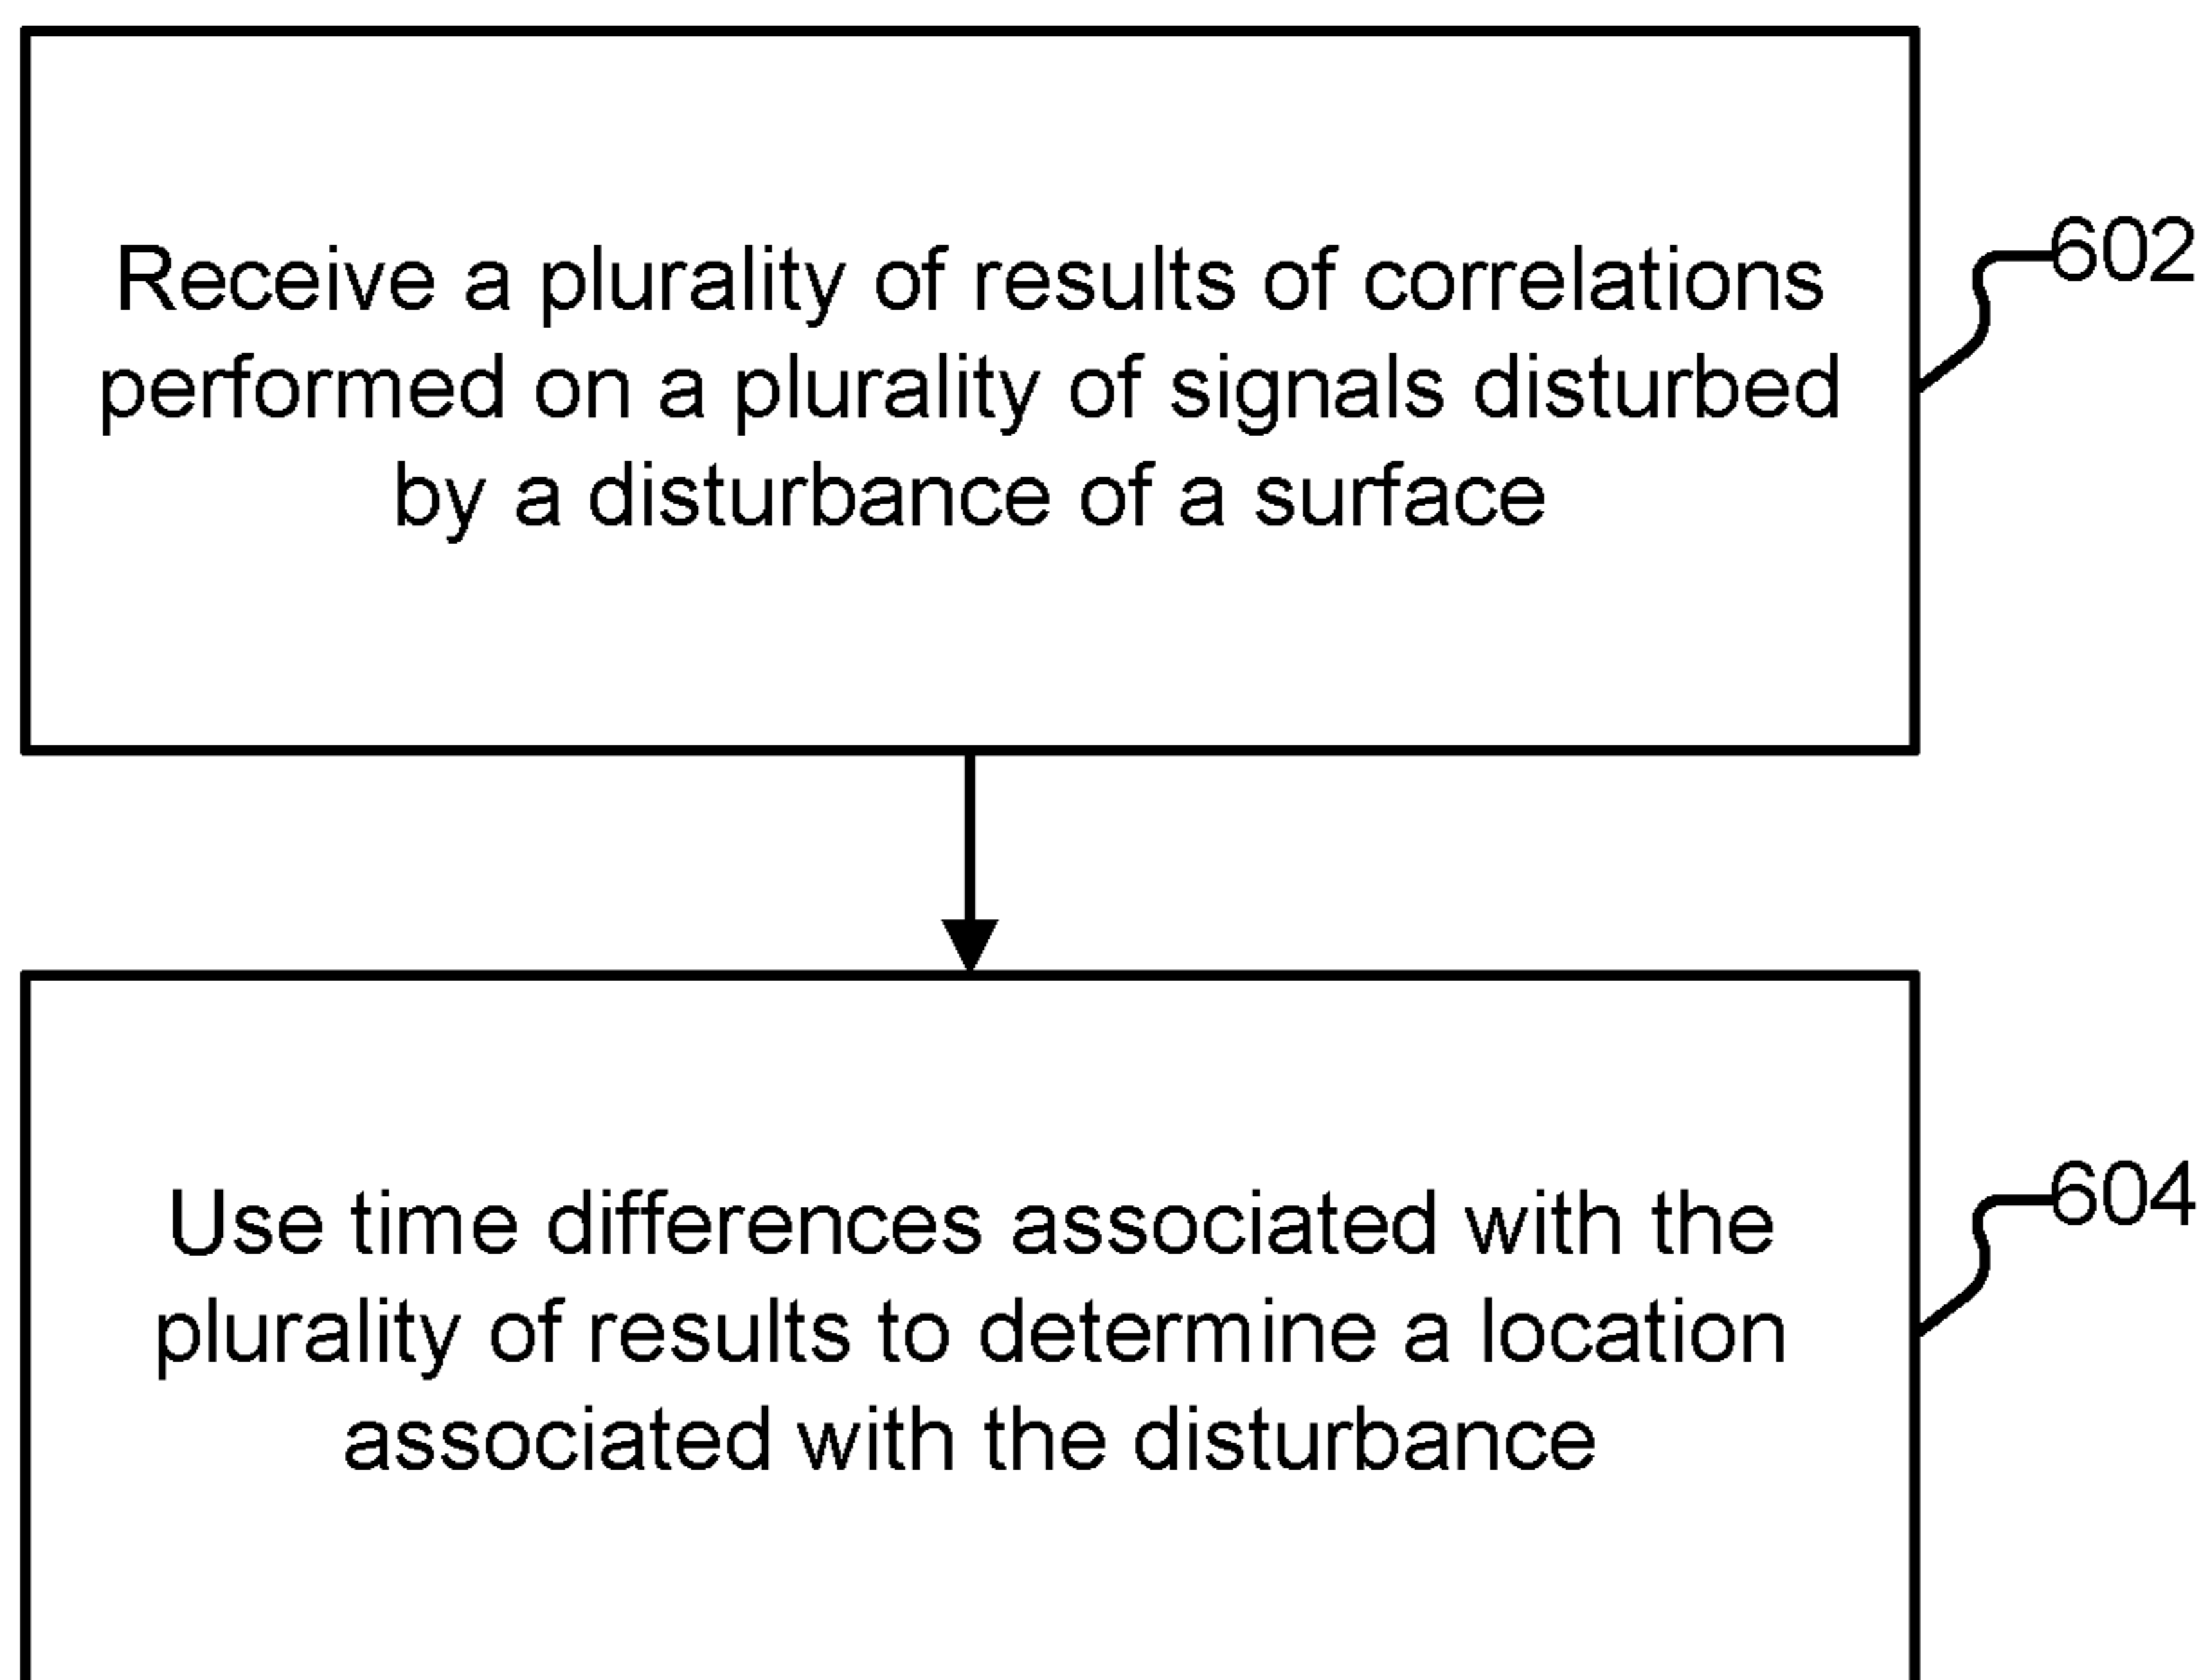 Receive a plurality of results of correlations
performed on a plurality of signals disturbed
by a disturbance of a surface
602
Use time differences associated with the
plurality of results to determine a location
associated with the disturbance
604